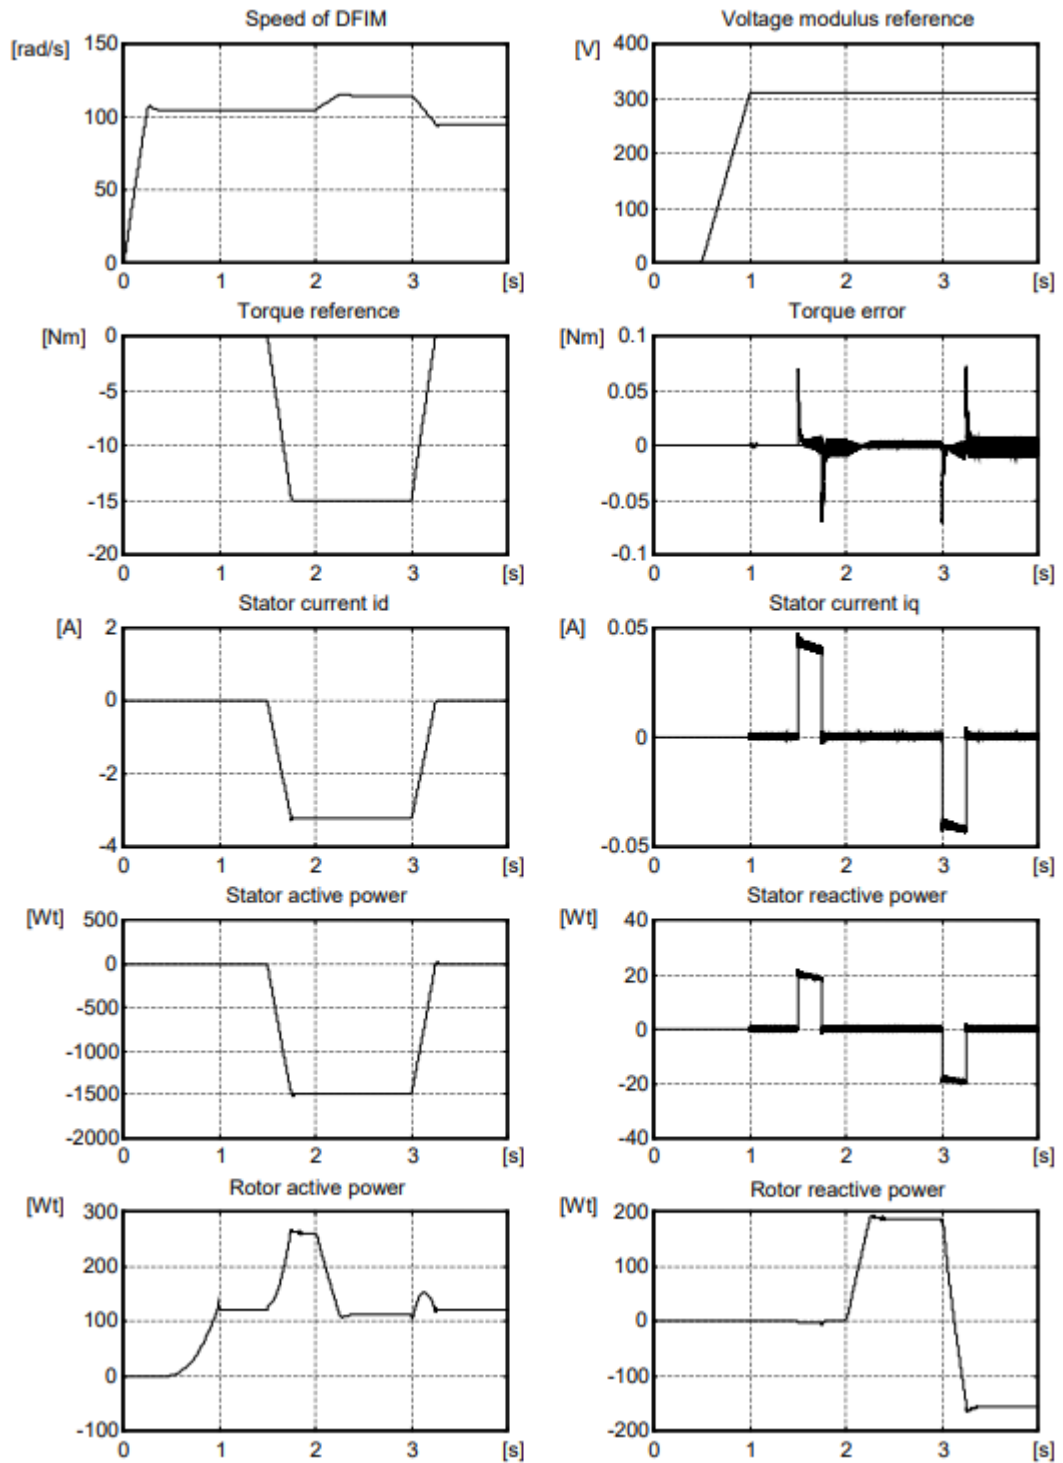 Speed of DFIM
[rad/s]
150
100
50
0
0 1 2 3 [s]
Voltage modulus reference
[V]
400
300
200
100
0
0 1 2 3 [s]
Torque reference
[Nm]
0
-5
-10
-15
-20
0 1 2 3 [s]
Torque error
[Nm]
0.1
0.05
0
-0.05
-0.1
0 1 2 3 [s]
Stator current id
[A]
2
0
-2
-4
0 1 2 3 [s]
Stator current iq
[A]
0.05
0
-0.05
0 1 2 3 [s]
Stator active power
[Wt]
500
0
-500
-1000
-1500
-2000
0 1 2 3 [s]
Stator reactive power
[Wt]
40
20
0
-20
-40
0 1 2 3 [s]
Rotor active power
[Wt]
300
200
100
0
-100
0 1 2 3 [s]
Rotor reactive power
[Wt]
200
100
0
-100
-200
0 1 2 3 [s]